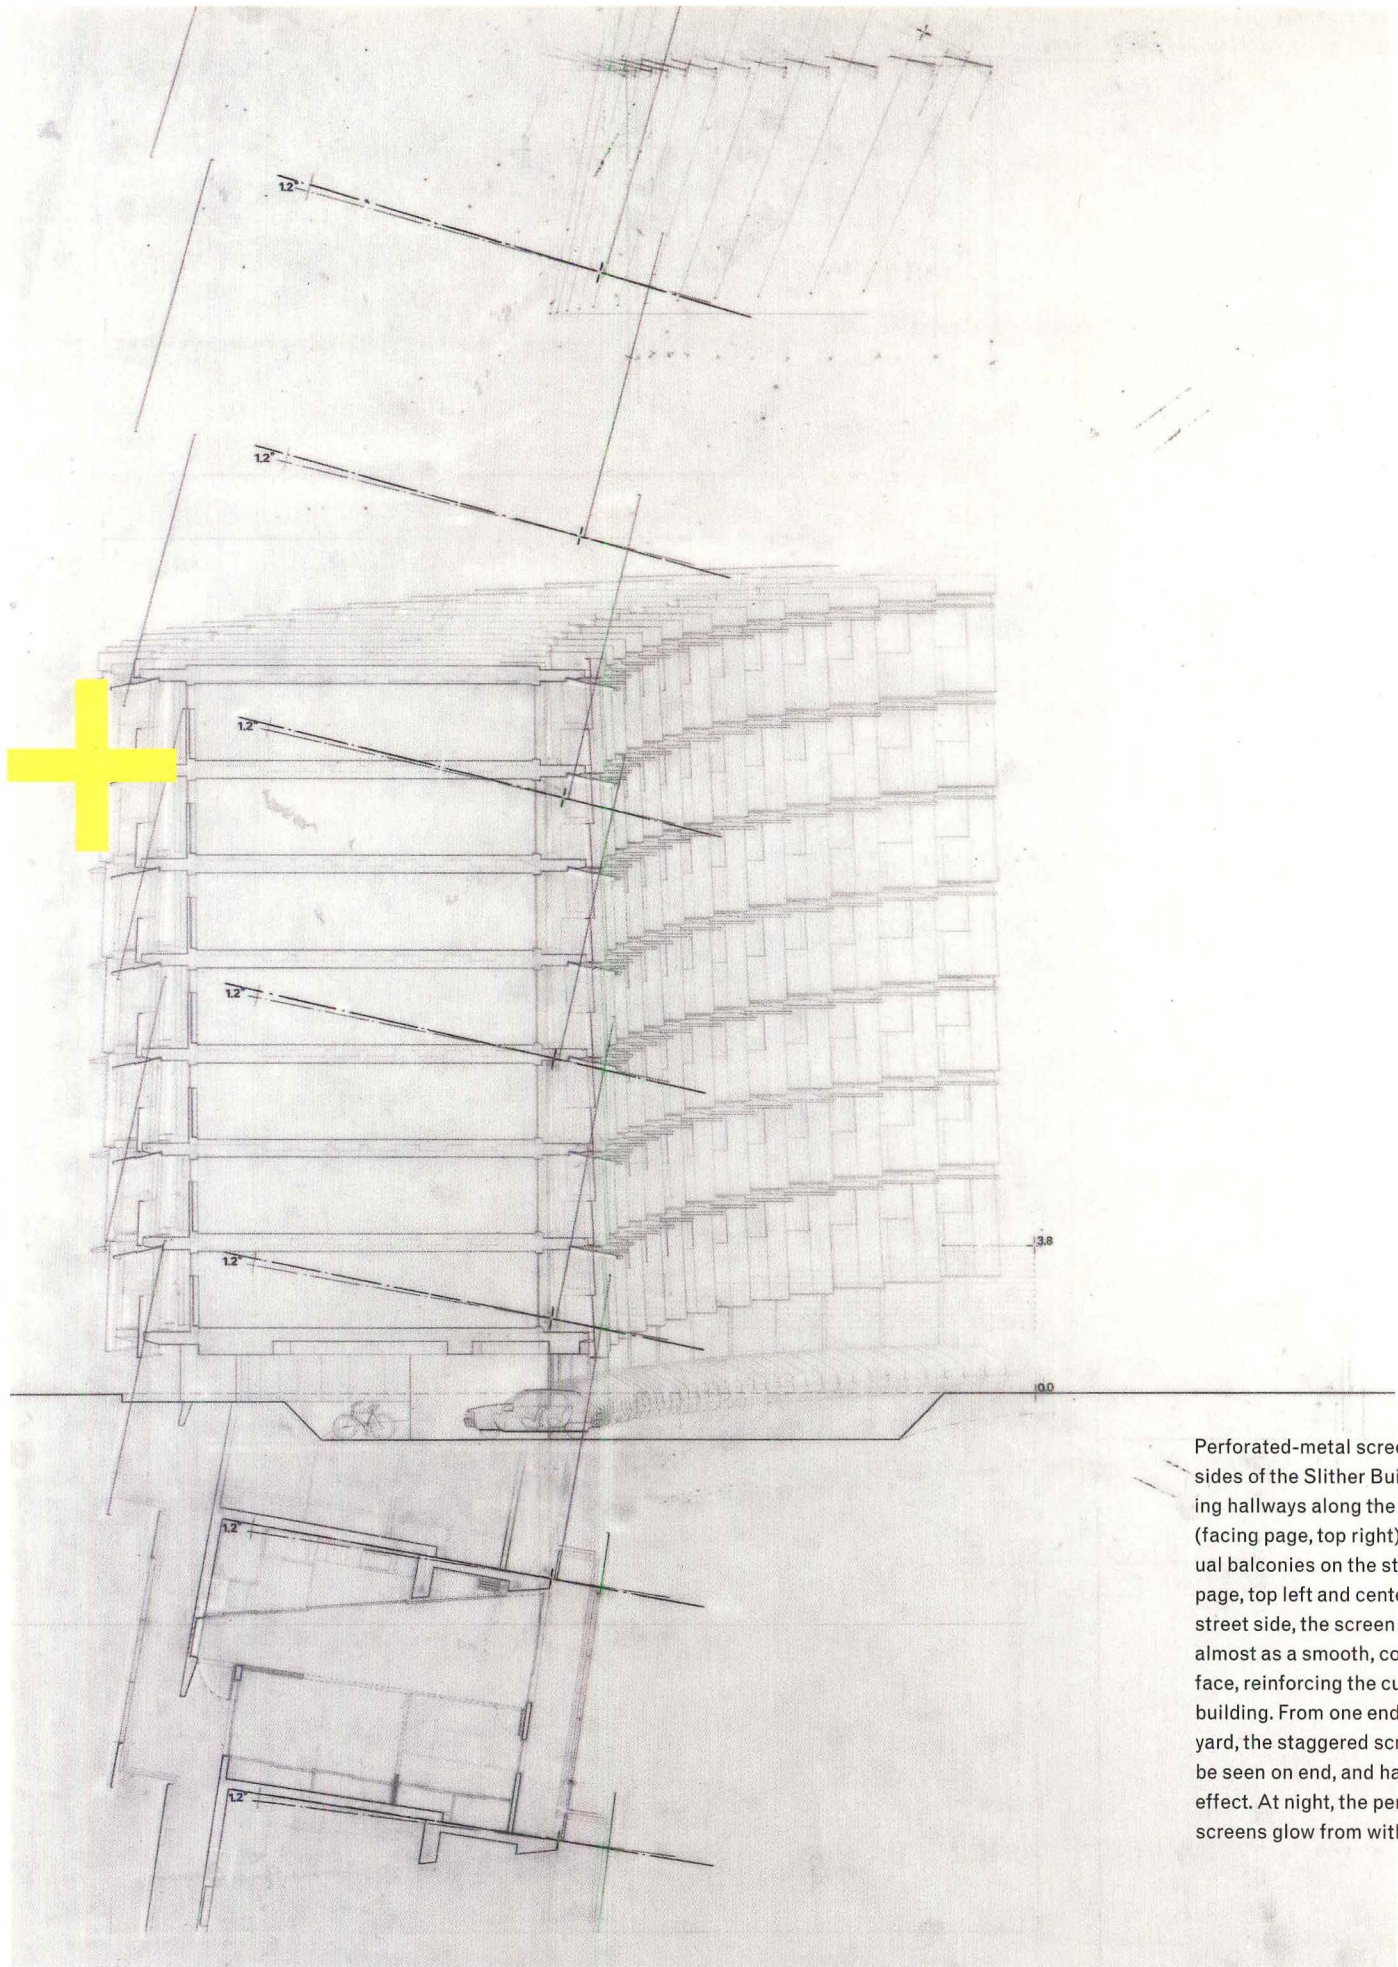 1.2°
1.2°
1.2°
1.2°
3.8
1.2°
0.0
Perforated-metal scree
sides of the Slither Bui
ing hallways along the
(facing page, top right)
ual balconies on the st
page, top left and cente
street side, the screen
almost as a smooth, co
face, reinforcing the cu
building. From one end
yard, the staggered scr
be seen on end, and ha
effect. At night, the per
screens glow from with
1.2°
1.2°